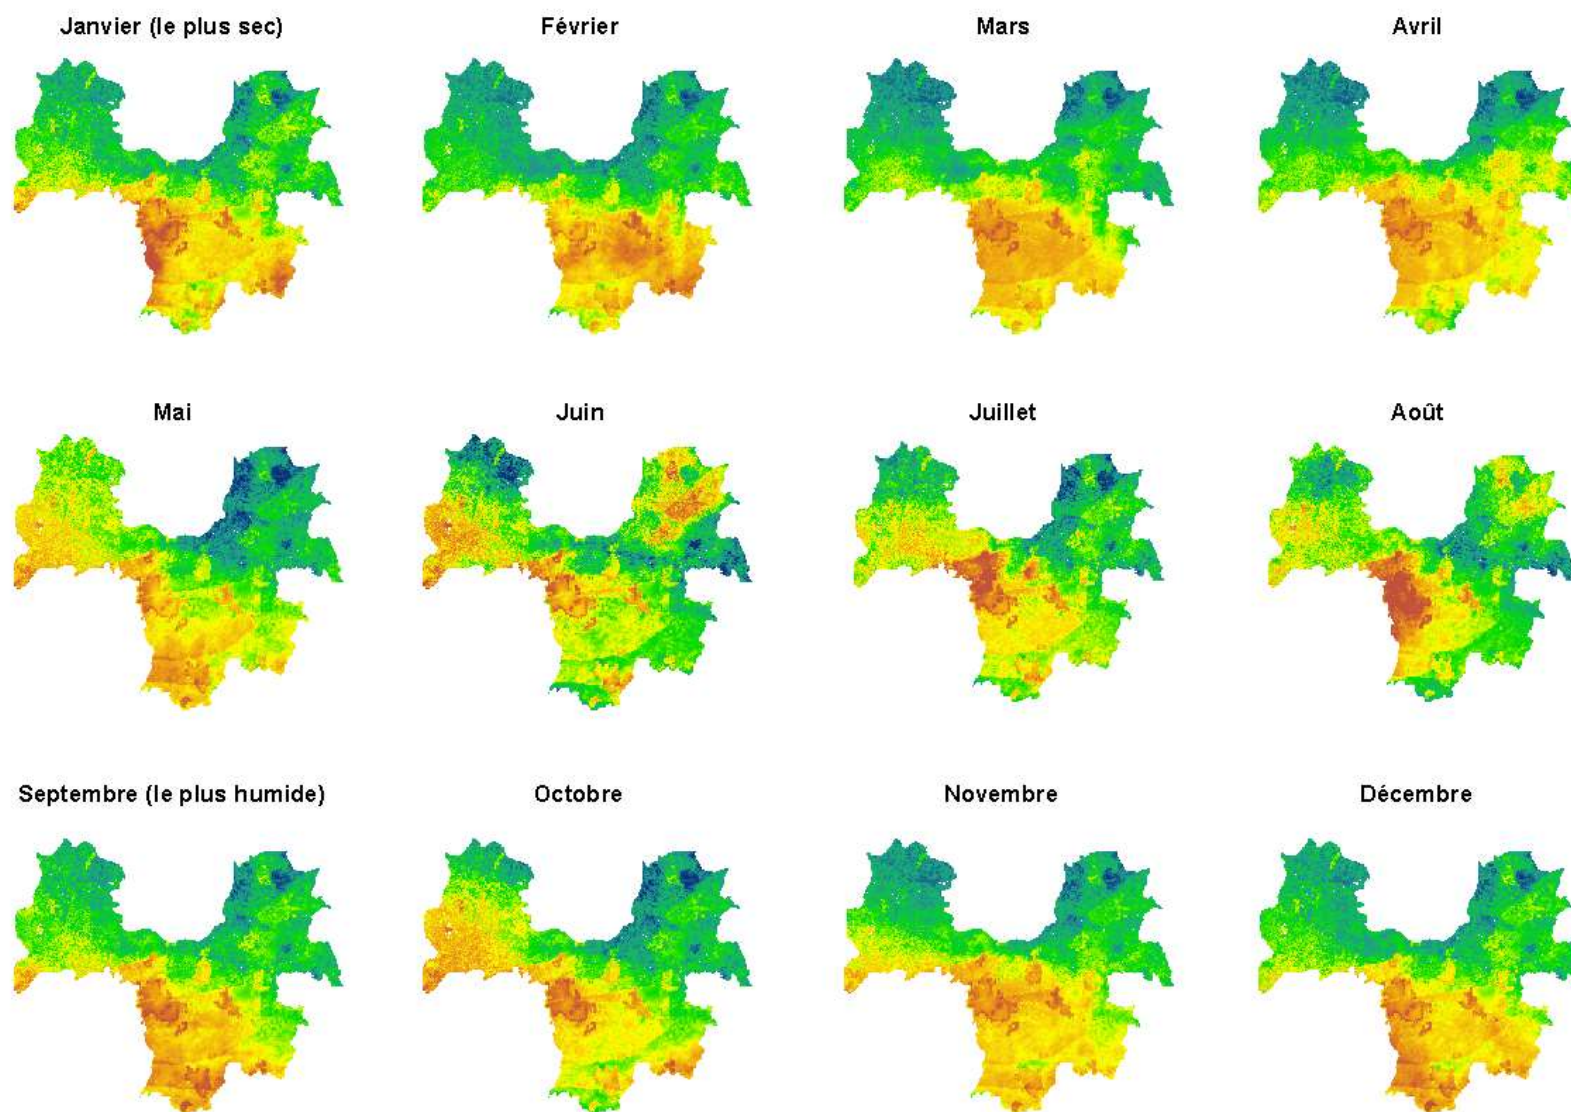 Janvier (le plus sec)
Février
Mars
Avril
Mai
Juin
Juillet
Août
Septembre (le plus humide)
Octobre
Novembre
Décembre